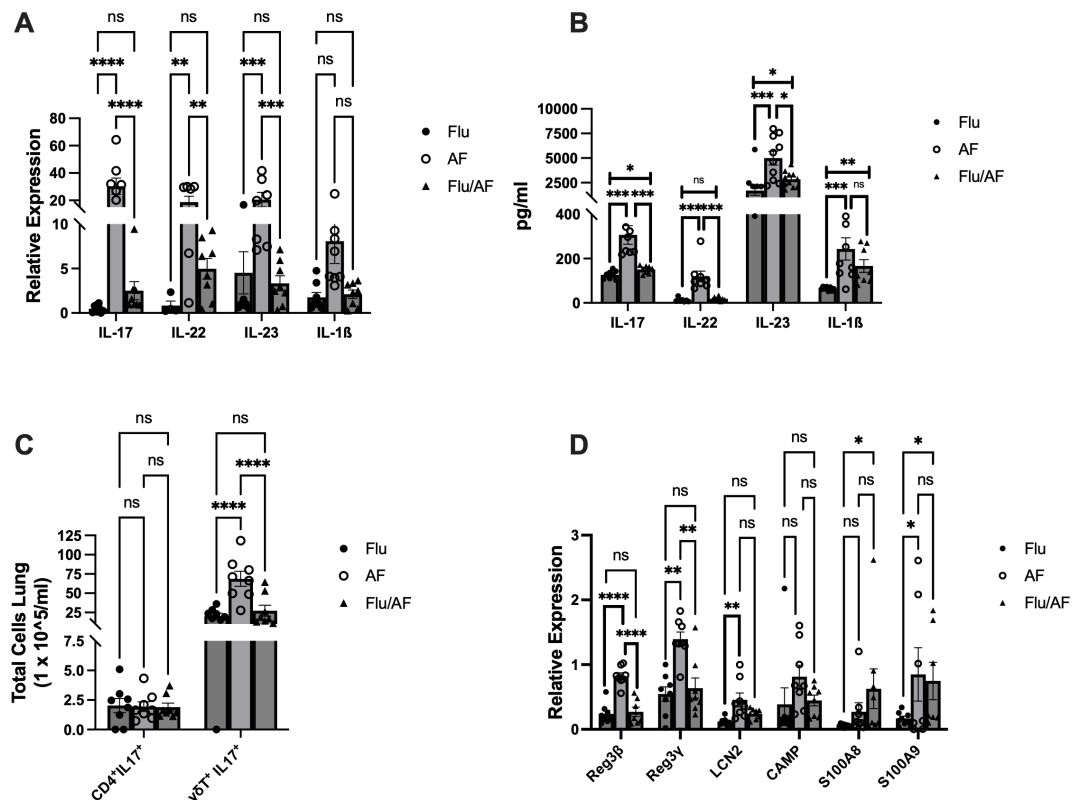 A
ns ns ns ns
**** ** *** ns
**** ** *** ns
Relative Expression
80
60
40
20
10
5
0
IL-17 IL-22 IL-23 IL-1ß
Flu
AF
Flu/AF
B
*
*** *
* ns **
*** *** *** *** *** ns
pg/ml
10000
7500
5000
2500
400
200
0
IL-17 IL-22 IL-23 IL-1ß
Flu
AF
Flu/AF
C
ns ns
ns ****
ns ****
Total Cells Lung
(1 x 10^5/ml)
125
100
75
50
25
7.5
5.0
2.5
0.0
CD4⁺IL17⁺
γδT⁺ IL17⁺
Flu
AF
Flu/AF
D
ns * *
ns ns ns ns ns
ns ** ns ns ns *
**** ** **
****
Relative Expression
3
2
1
0
Reg3β Reg3γ LCN2 CAMP S100A8 S100A9
Flu
AF
Flu/AF